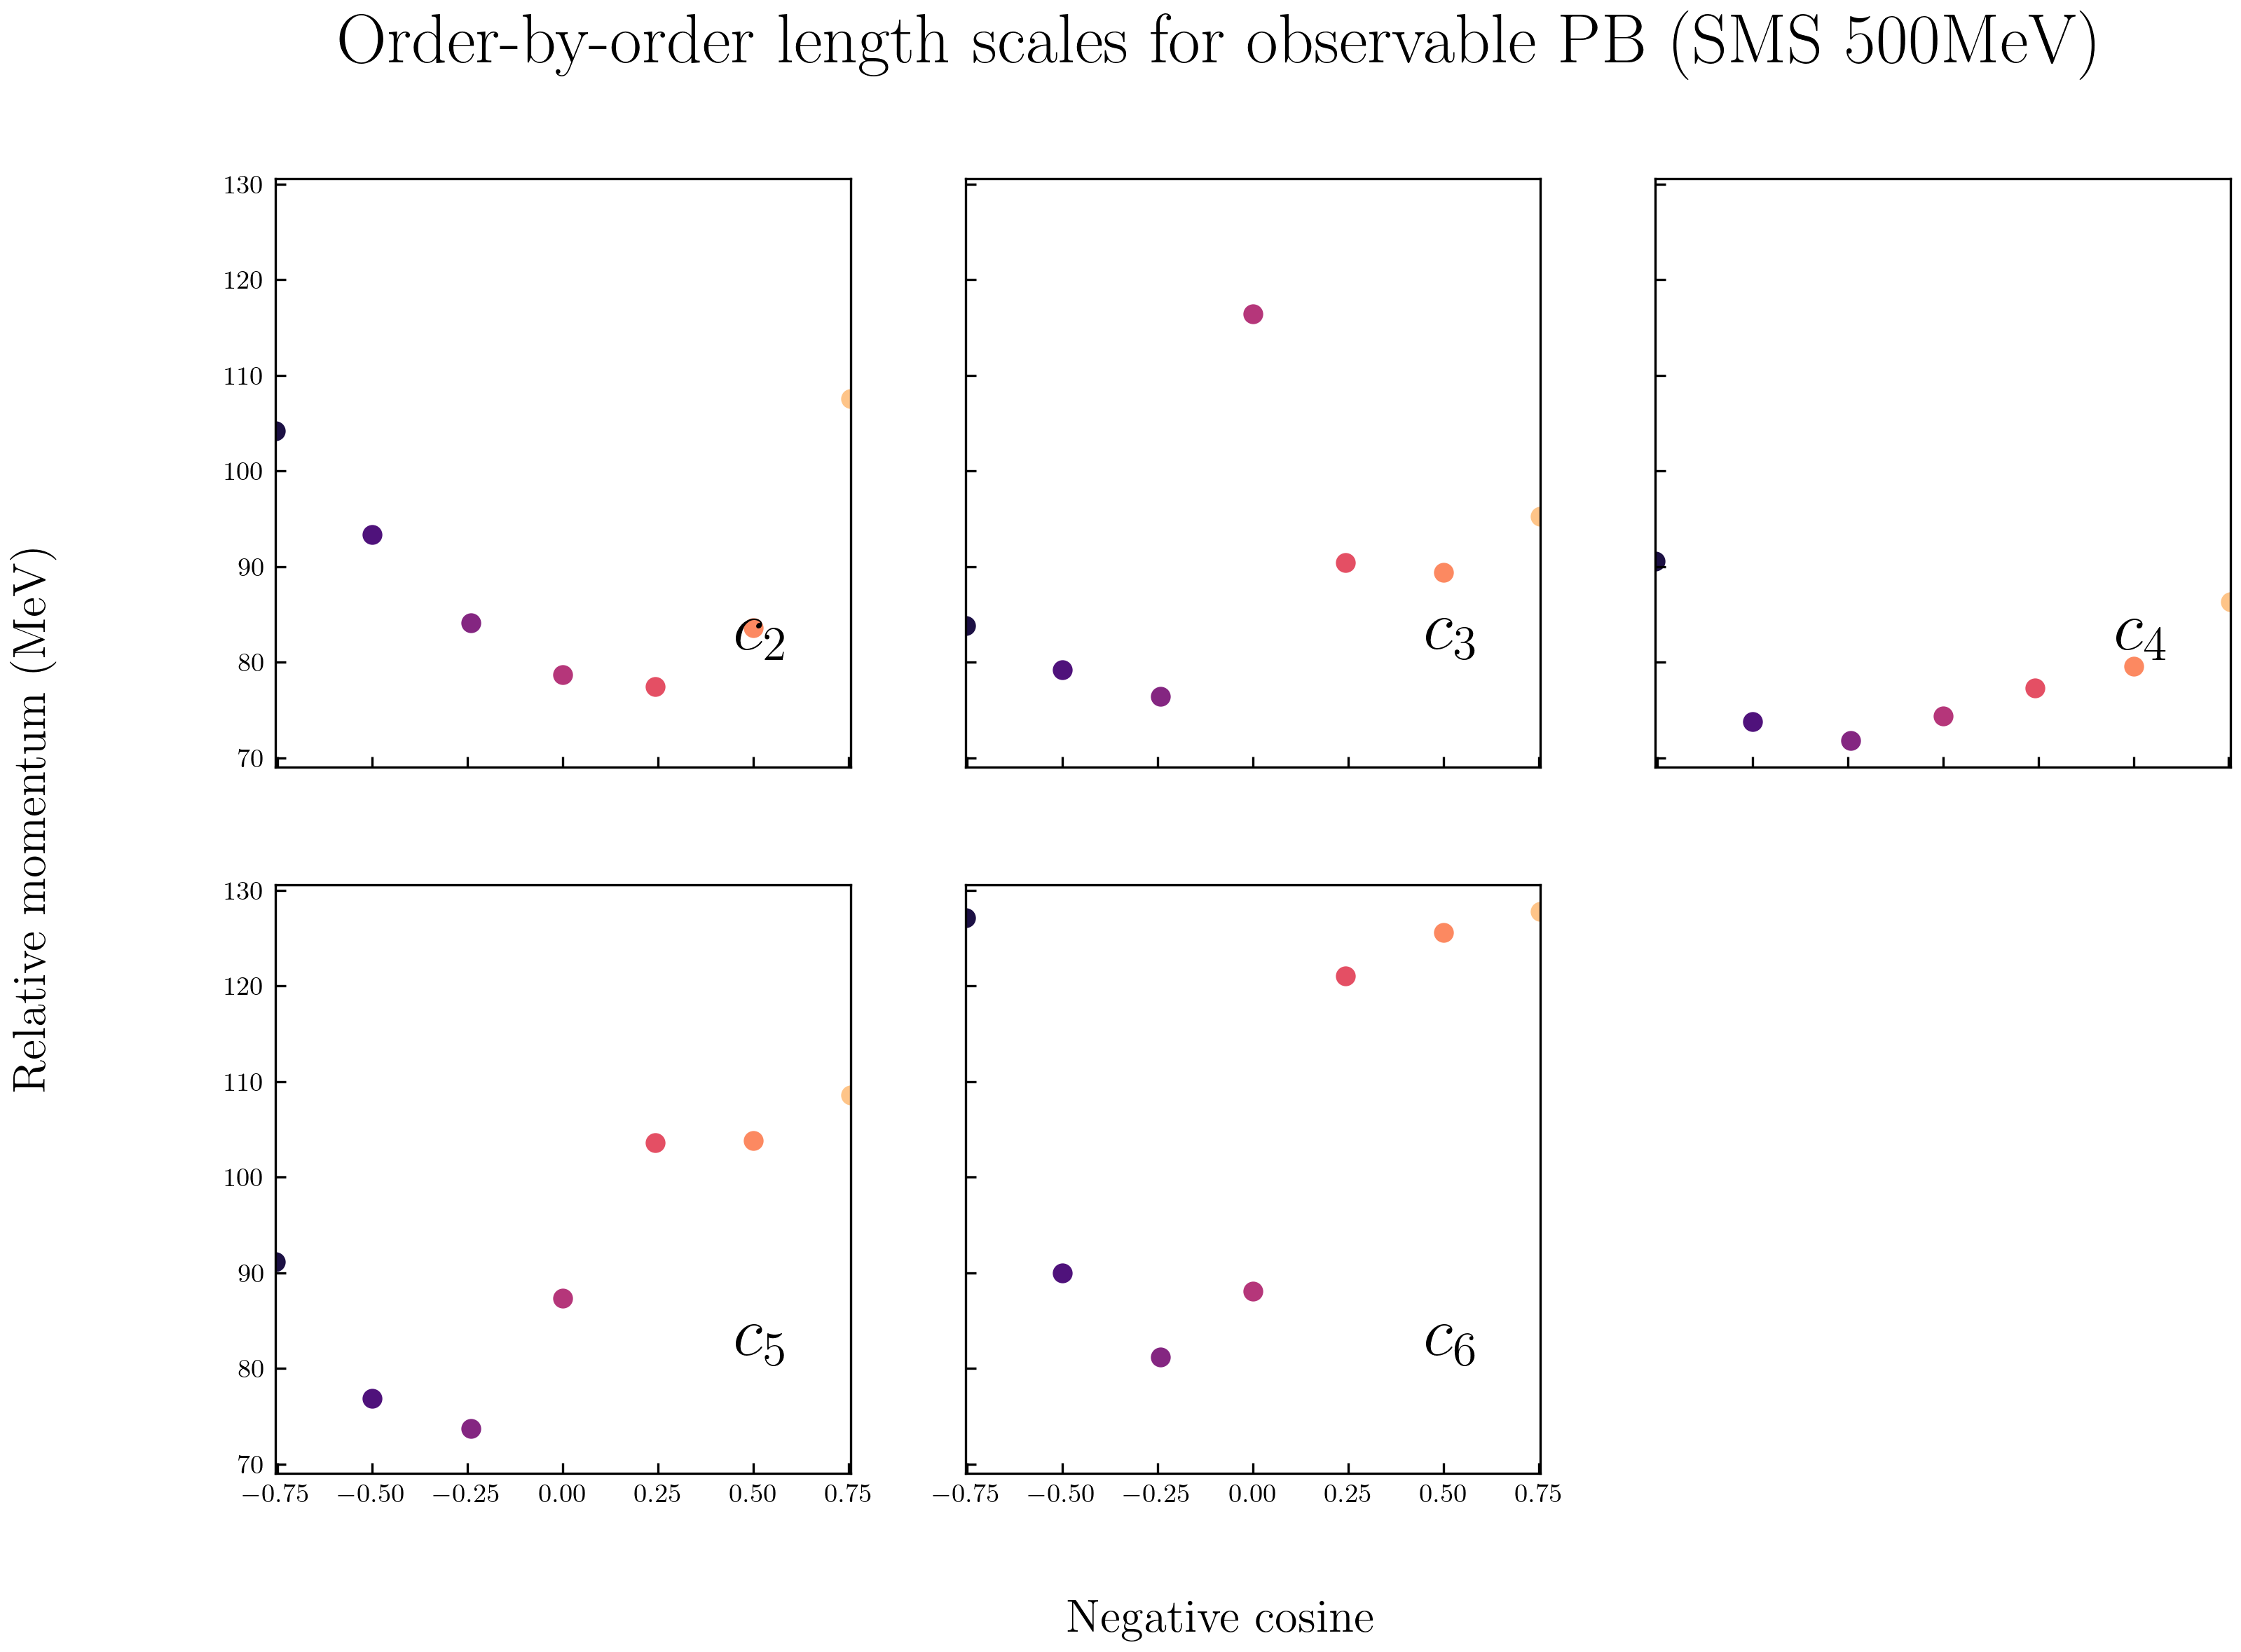 Order-by-order length scales for observable PB (SMS 500MeV)
Relative momentum (MeV)
130
120
110
100
90
80
70
c₂
c₃
c₄
130
120
110
100
90
80
70
c₅
c₆
−0.75 −0.50 −0.25 0.00 0.25 0.50 0.75
−0.75 −0.50 −0.25 0.00 0.25 0.50 0.75
Negative cosine